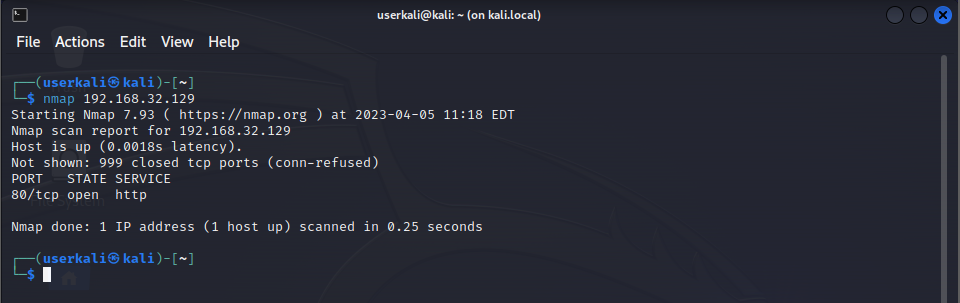 userkali@kali: ~ (on kali.local)
File Actions Edit View Help
┌──(userkali㉿kali)-[~]
└─$ nmap 192.168.32.129
Starting Nmap 7.93 ( https://nmap.org ) at 2023-04-05 11:18 EDT
Nmap scan report for 192.168.32.129
Host is up (0.0018s latency).
Not shown: 999 closed tcp ports (conn-refused)
PORT   STATE SERVICE
80/tcp open  http
Nmap done: 1 IP address (1 host up) scanned in 0.25 seconds
┌──(userkali㉿kali)-[~]
└─$